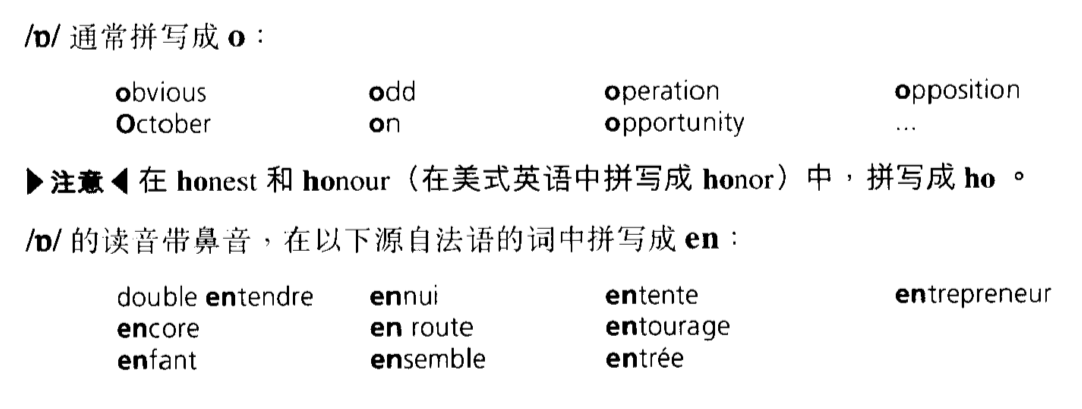 /ɒ/ 通常拼写成 o：
obvious odd operation opposition
October on opportunity ...
▶注意◀ 在 honest 和 honour（在美式英语中拼写成 honor）中，拼写成 ho。
/ɒ/ 的读音带鼻音，在以下源自法语的词中拼写成 en：
double entendre ennui entente entrepreneur
encore en route entourage
enfant ensemble entrée